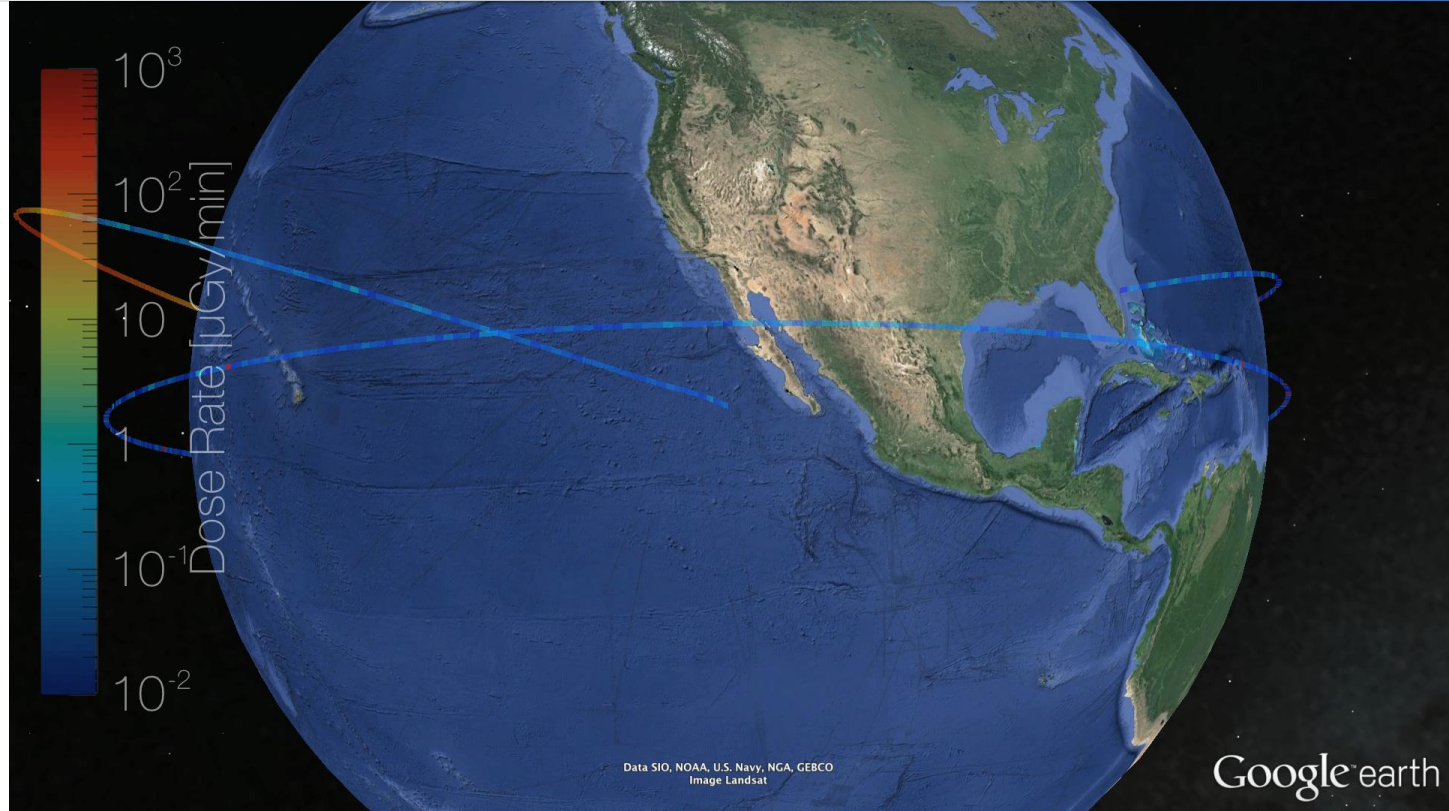 10³
10²
10
1
10⁻¹
10⁻²
Dose Rate [μGy/min]
Data SIO, NOAA, U.S. Navy, NGA, GEBCO
Image Landsat
Google™ earth